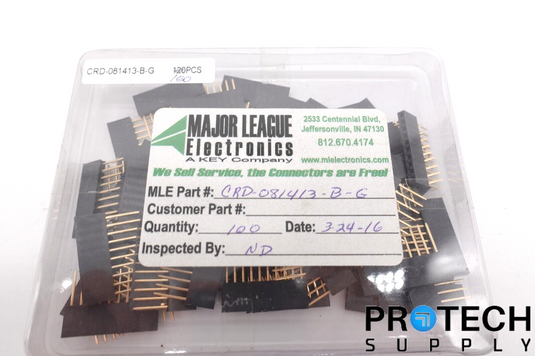 CRD-081413-B-G 120PCS
100
MAJOR LEAGUE
Electronics
A KEY Company
2533 Centennial Blvd,
Jeffersonville, IN 47130
812.670.4174
www.mlelectronics.com
We Sell Service, the Connectors are Free!
MLE Part #: CRD-081413-B-G
Customer Part #:
Quantity: 100 Date: 3-24-16
Inspected By: ND
PROTECH
SUPPLY